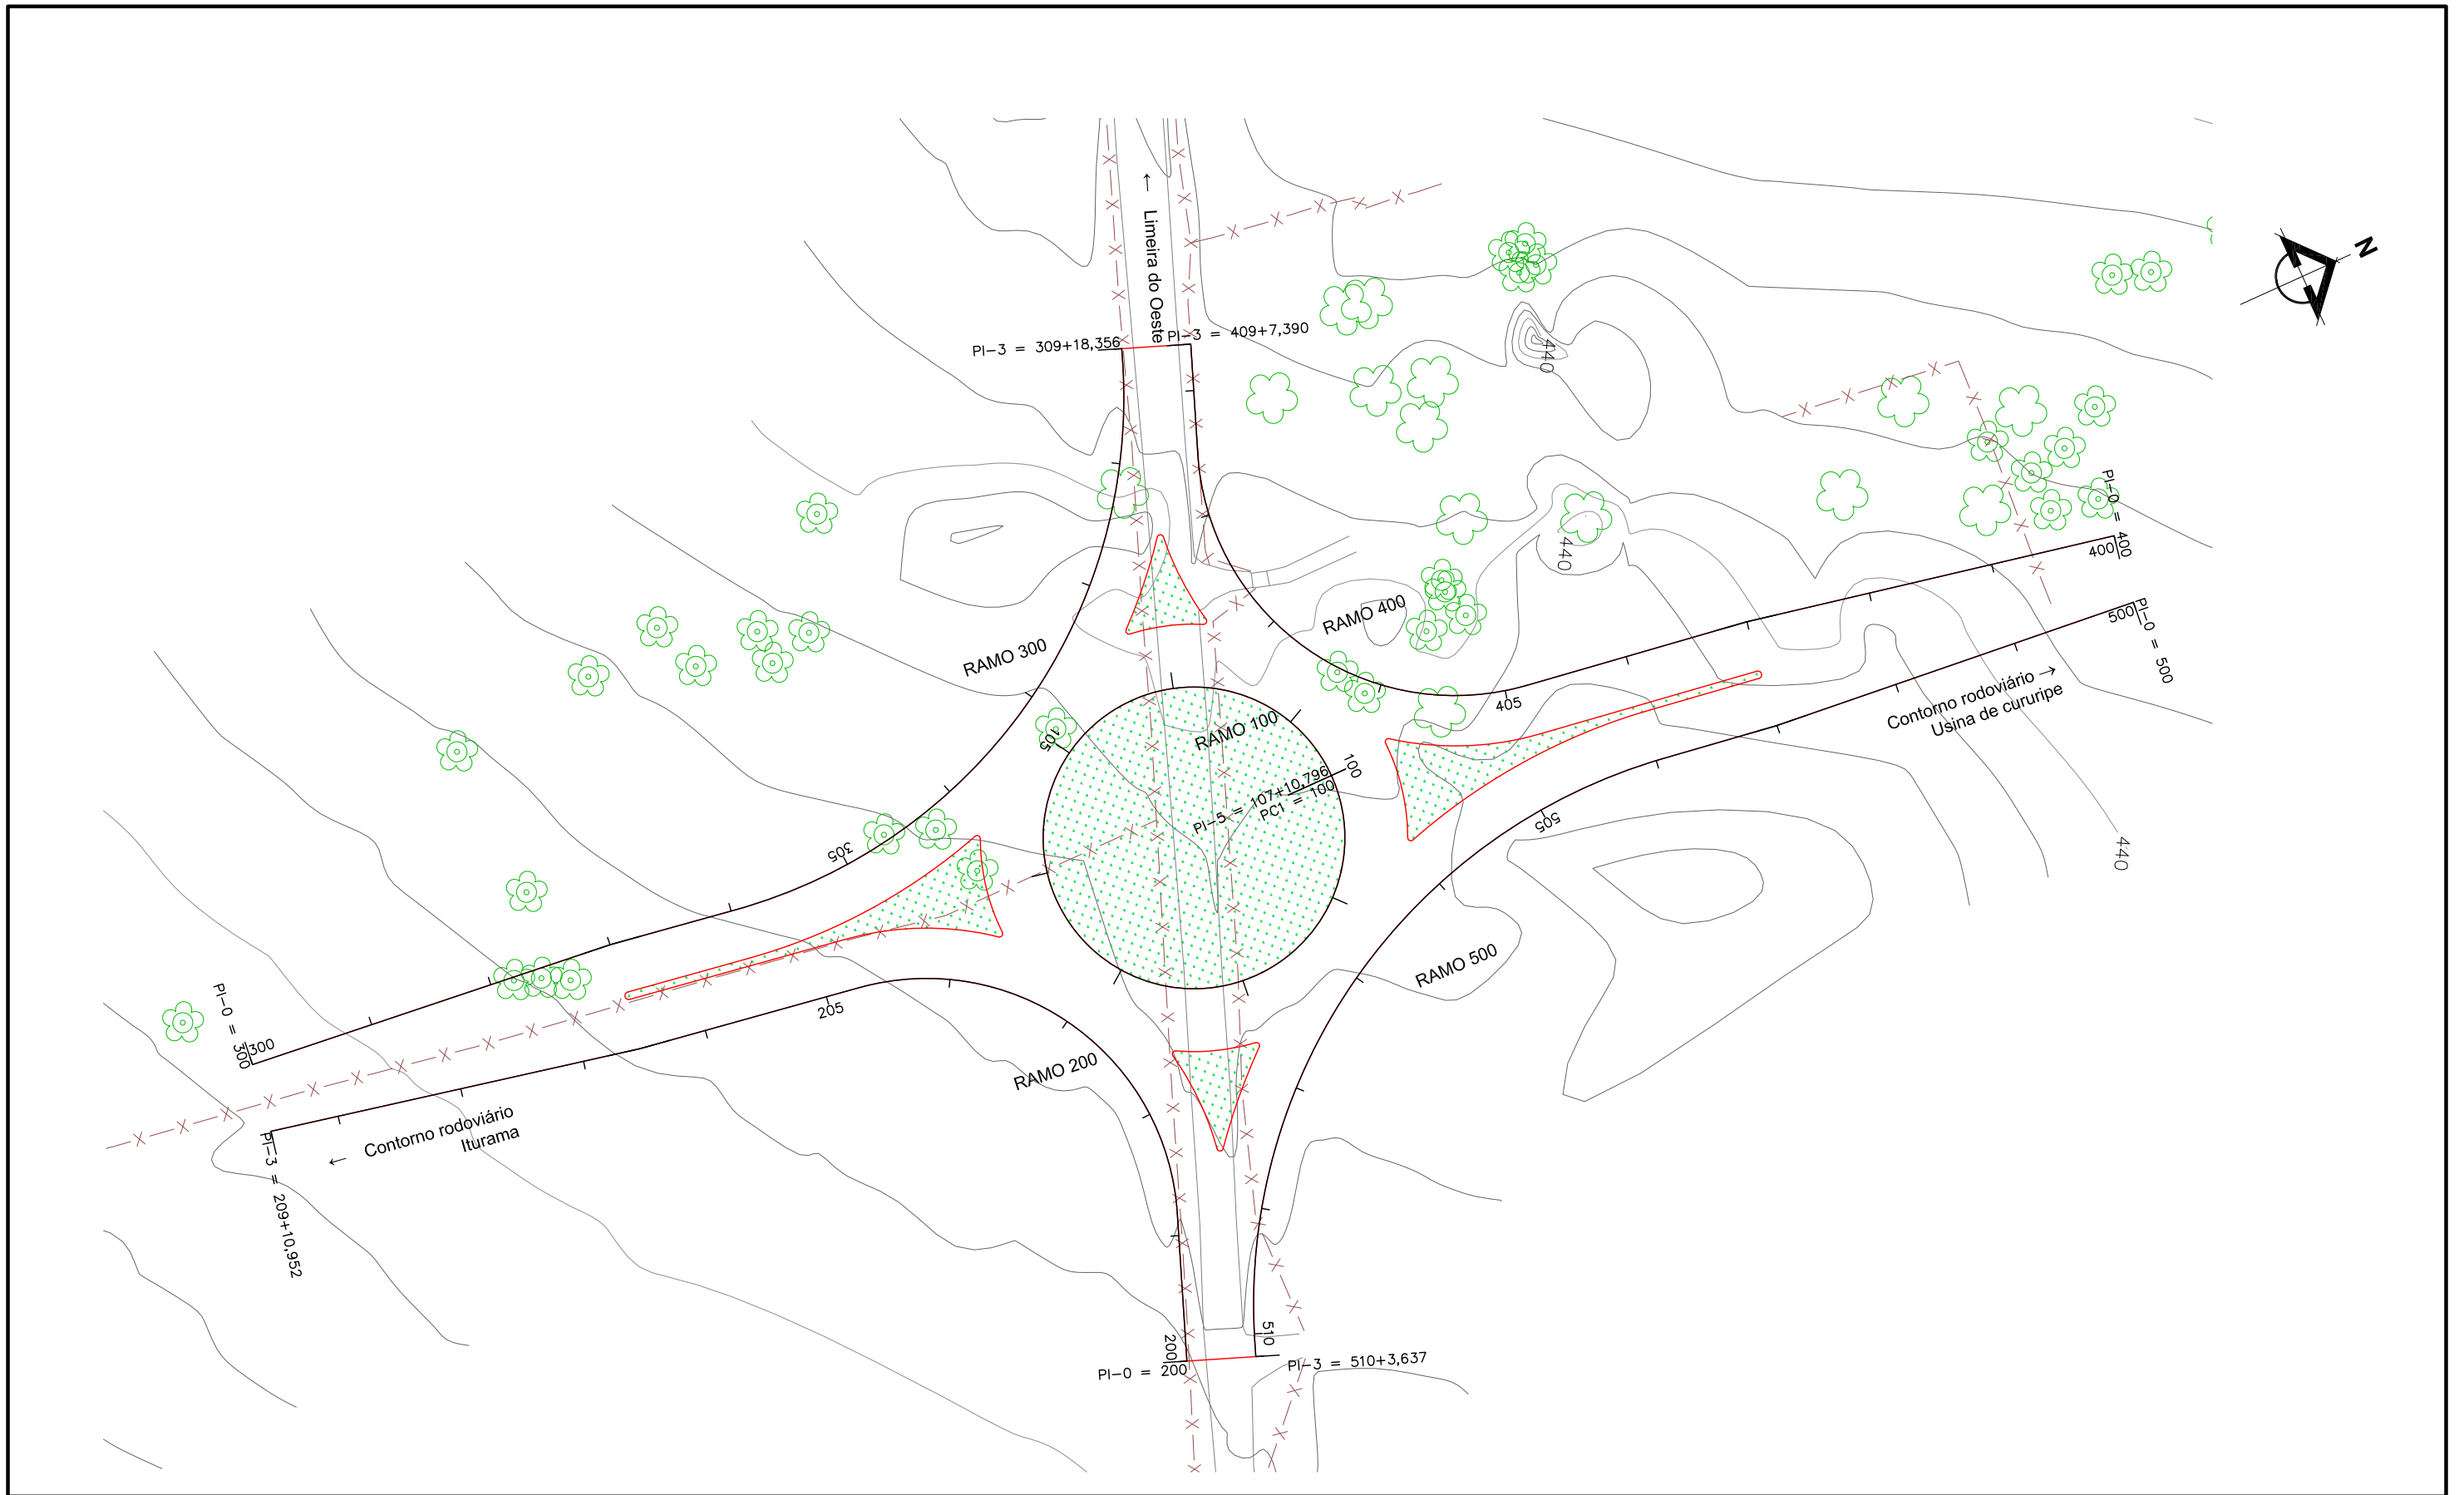 ← Limeira do Oeste
N
PI-3 = 309+18,356
PI-3 = 409+7,390
440
PI-0 = 400
400
440
RAMO 400
RAMO 300
500
PI-0 = 500
405
Contorno rodoviário →
Usina de cururipe
RAMO 100
105
100
PI-5 = 107+10,796
PC1 = 100
505
305
440
RAMO 500
PI-0 = 300
300
205
RAMO 200
← Contorno rodoviário
Iturama
PI-3 = 209+10,952
200
PI-0 = 200
510
PI-3 = 510+3,637